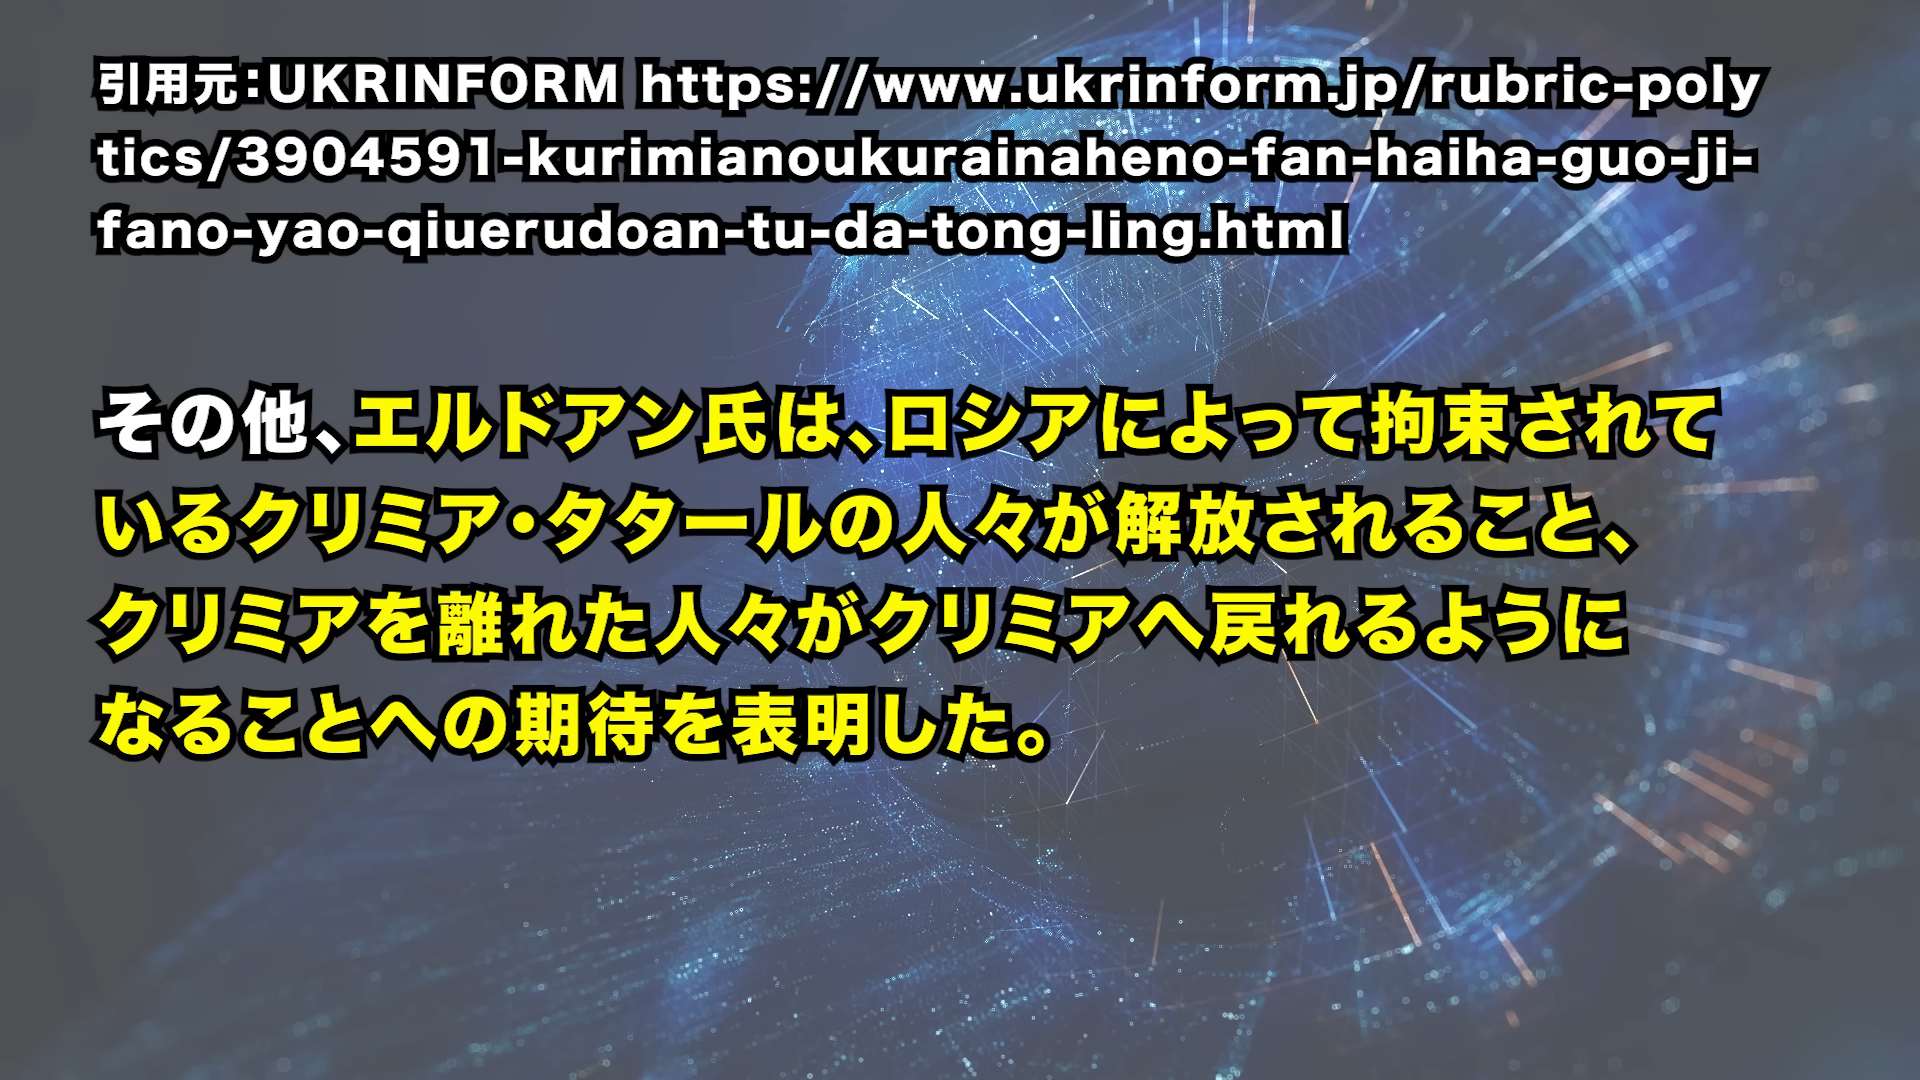 引用元：UKRINFORM https://www.ukrinform.jp/rubric-poly
tics/3904591-kurimianoukurainaheno-fan-haiha-guo-ji-
fano-yao-qiuerudoan-tu-da-tong-ling.html
その他、エルドアン氏は、ロシアによって拘束されて
いるクリミア・タタールの人々が解放されること、
クリミアを離れた人々がクリミアへ戻れるように
なることへの期待を表明した。